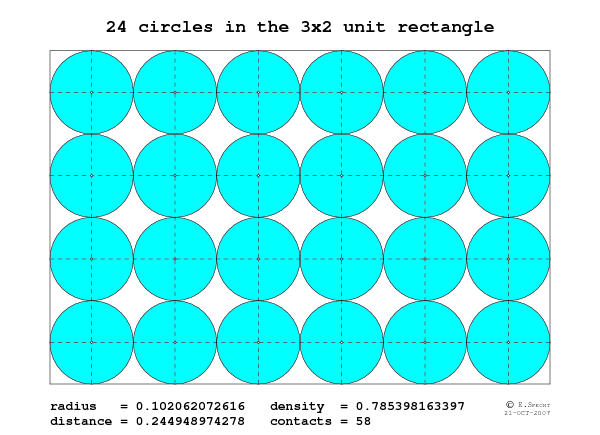 24 circles in the 3x2 unit rectangle
radius   = 0.102062072616   density  = 0.785398163397
distance = 0.244948974278   contacts = 58
© E.Specht
21-OCT-2007